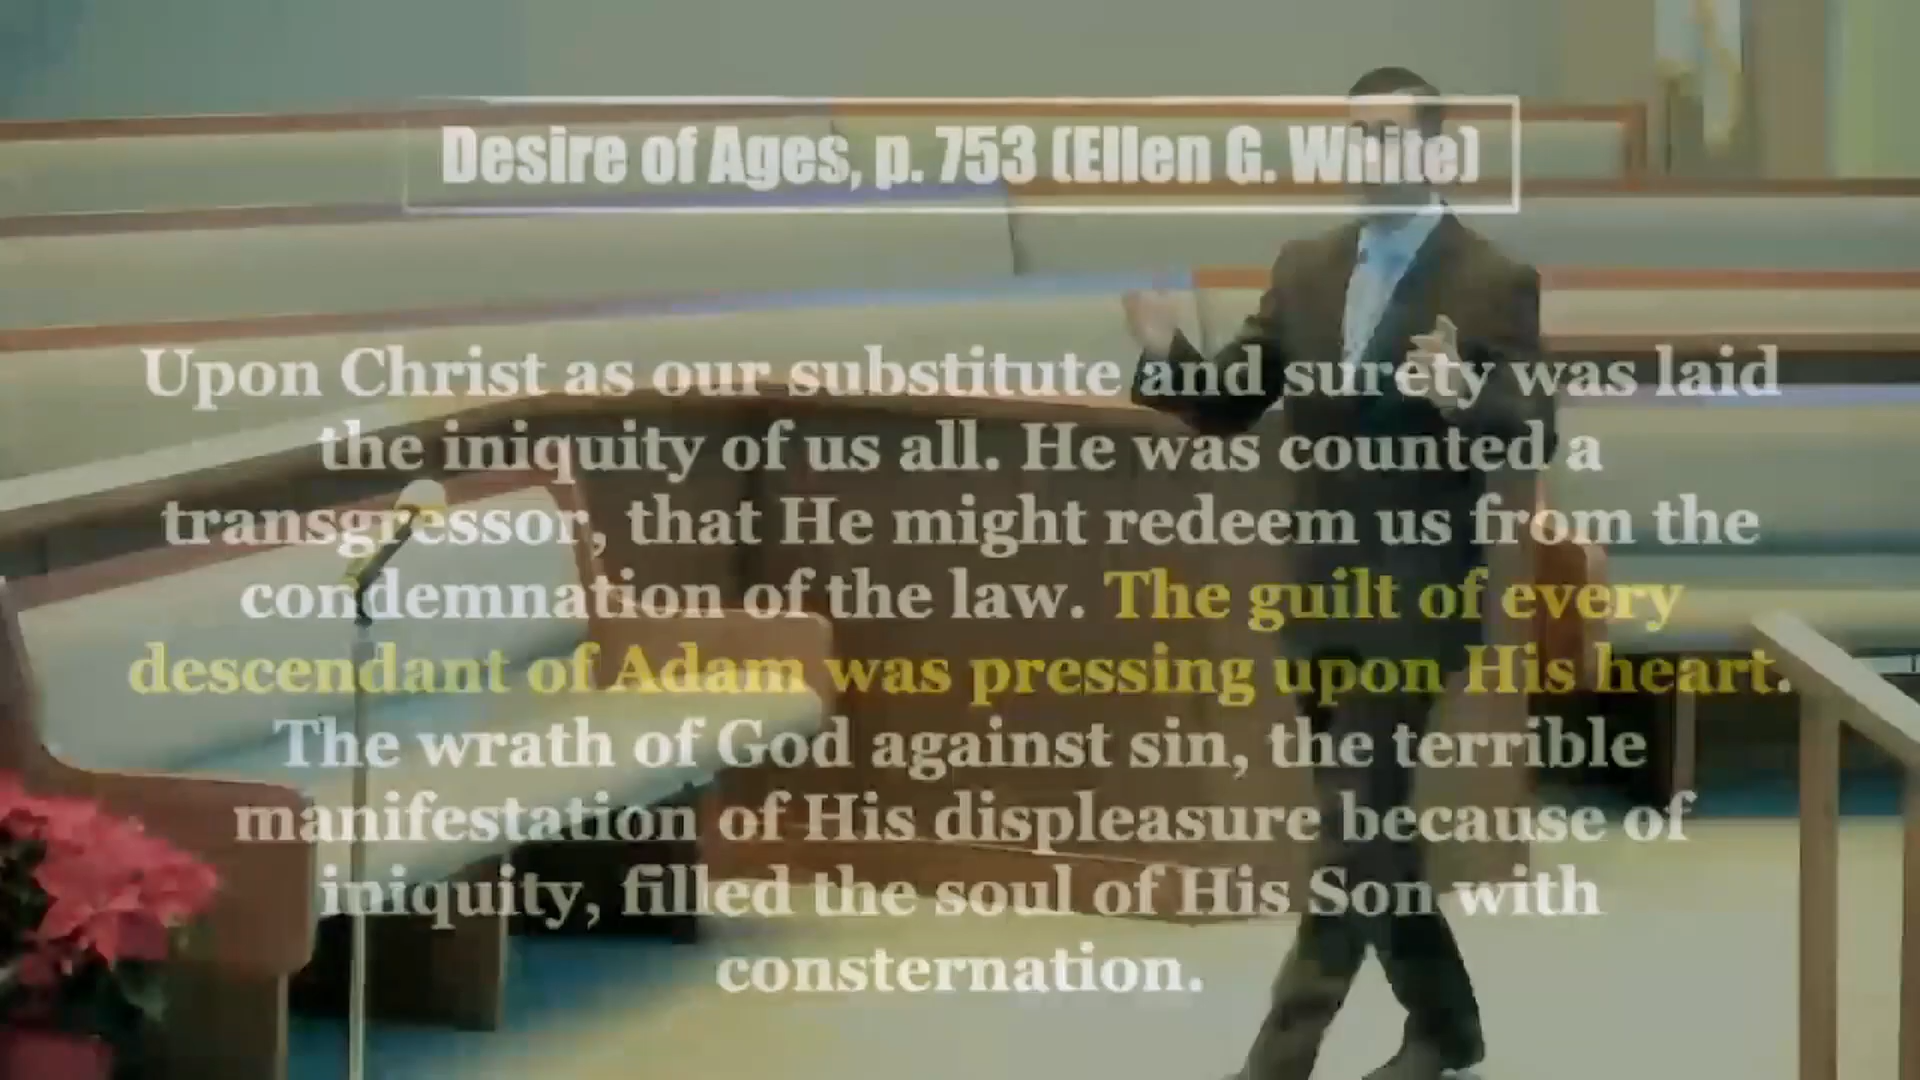 Desire of Ages, p. 753 (Ellen G. White)
Upon Christ as our substitute and surety was laid
the iniquity of us all. He was counted a
transgressor, that He might redeem us from the
condemnation of the law. The guilt of every
descendant of Adam was pressing upon His heart.
The wrath of God against sin, the terrible
manifestation of His displeasure because of
iniquity, filled the soul of His Son with
consternation.